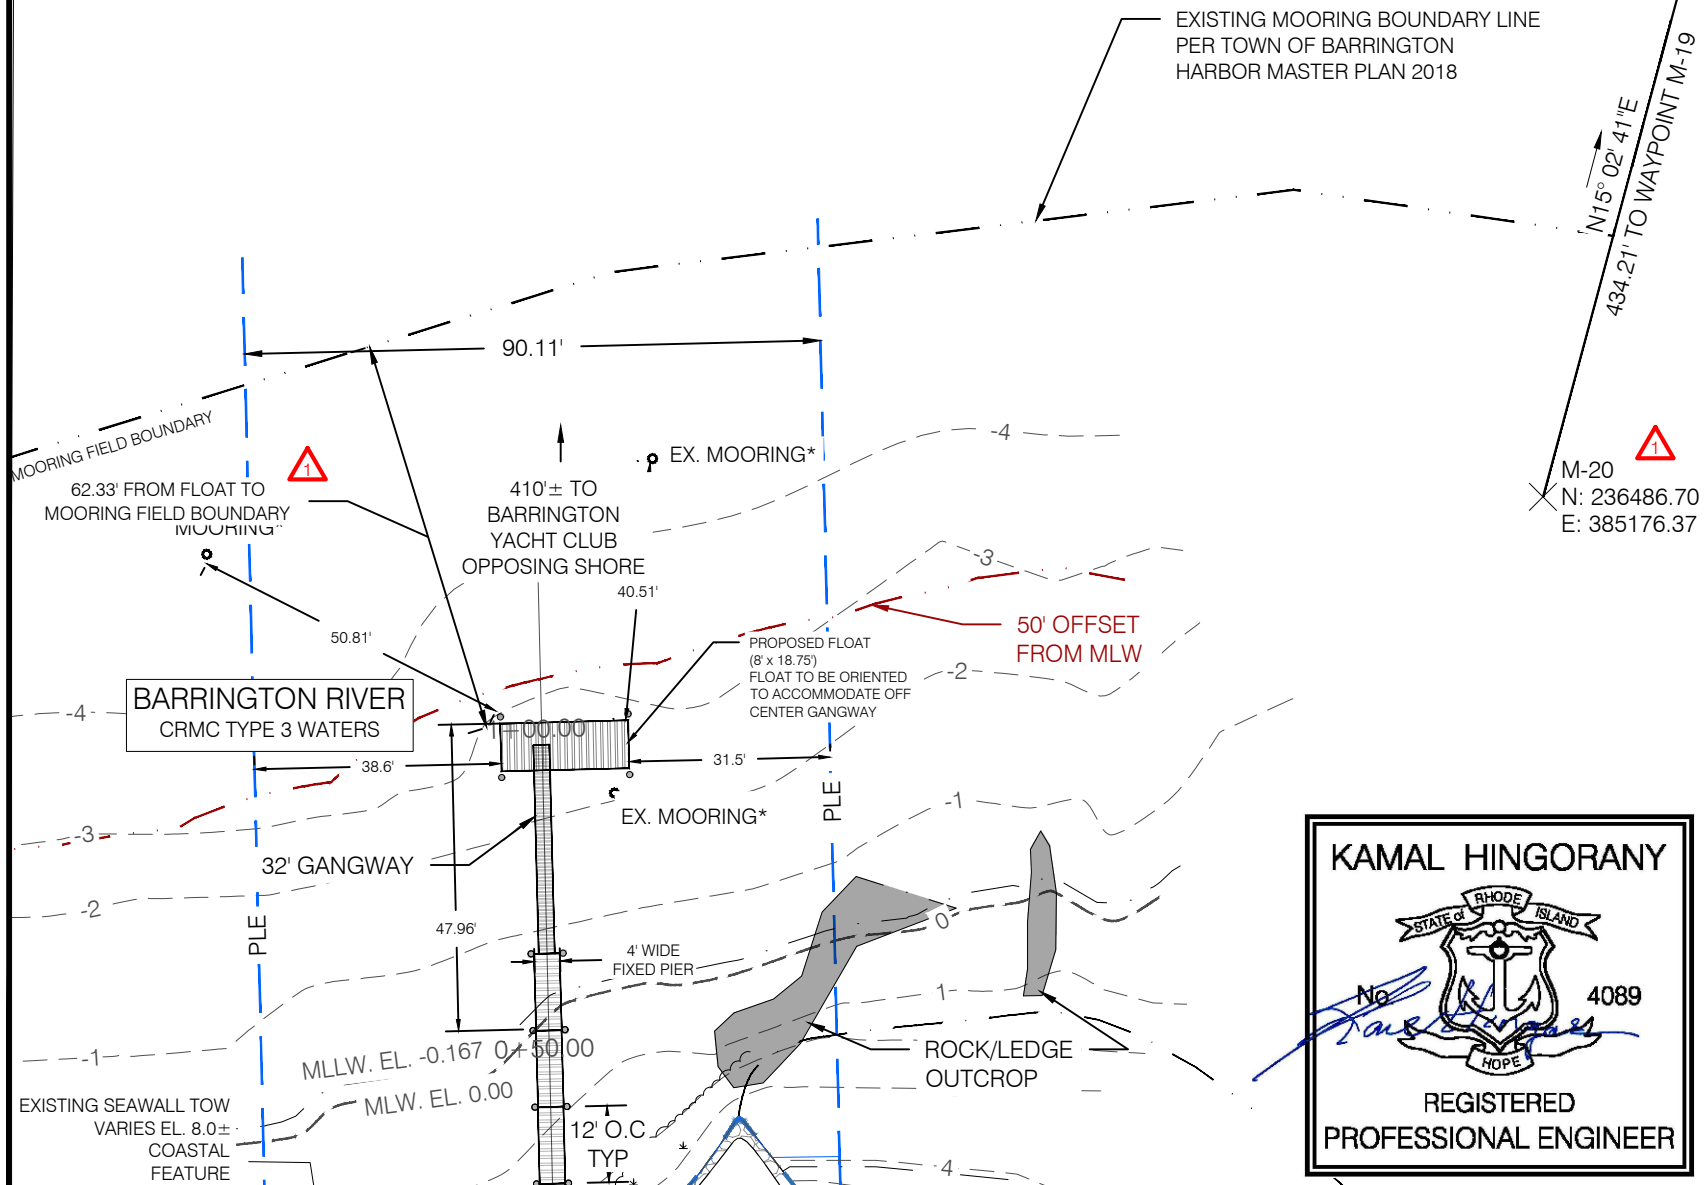 EXISTING MOORING BOUNDARY LINE
PER TOWN OF BARRINGTON
HARBOR MASTER PLAN 2018
N15° 02' 41"E
434.21' TO WAYPOINT M-19
90.11'
MOORING FIELD BOUNDARY
1
62.33' FROM FLOAT TO
MOORING FIELD BOUNDARY
MOORING*
EX. MOORING*
-4
410'± TO
BARRINGTON
YACHT CLUB
OPPOSING SHORE
1
M-20
N: 236486.70
E: 385176.37
-3
40.51'
50.81'
50' OFFSET
FROM MLW
PROPOSED FLOAT
(8' x 18.75')
FLOAT TO BE ORIENTED
TO ACCOMMODATE OFF
CENTER GANGWAY
-2
BARRINGTON RIVER
CRMC TYPE 3 WATERS
-4
1+00.00
38.6'
31.5'
PLE
EX. MOORING*
-1
-3
32' GANGWAY
-2
PLE
47.96'
0
4' WIDE
FIXED PIER
1
-1
MLLW. EL. -0.167
0+50.00
MLW. EL. 0.00
ROCK/LEDGE
OUTCROP
EXISTING SEAWALL TOW
VARIES EL. 8.0±
COASTAL
FEATURE
12' O.C
TYP
4
KAMAL HINGORANY
STATE of RHODE ISLAND
No 4089
HOPE
REGISTERED
PROFESSIONAL ENGINEER